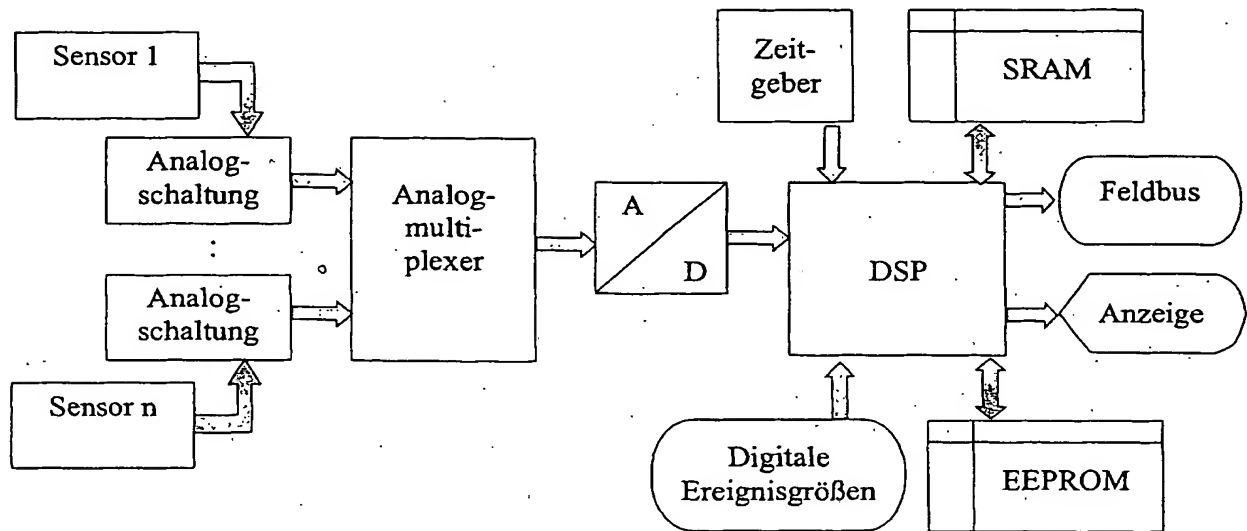 Sensor 1
Analog-
schaltung
:
Analog-
schaltung
Sensor n
Analog-
multi-
plexer
A
D
Zeit-
geber
SRAM
DSP
Feldbus
Anzeige
Digitale
Ereignisgrößen
EEPROM